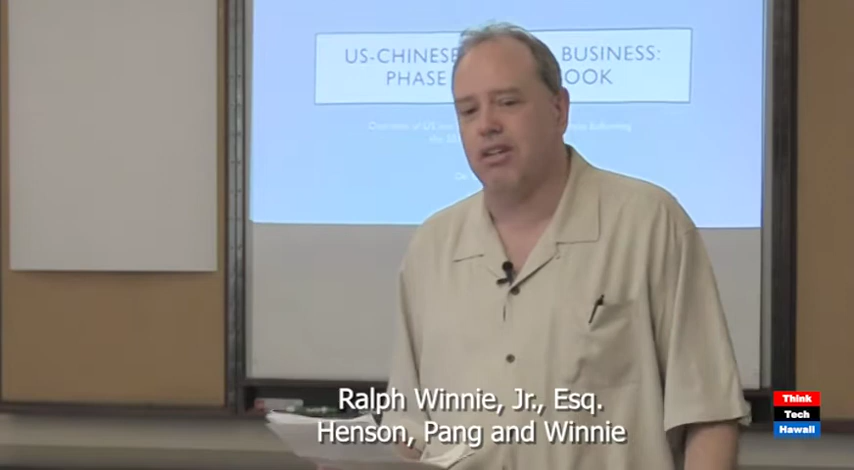 US-CHINESE BUSINESS:
PHASE OOK
Ralph Winnie, Jr., Esq.
Henson, Pang and Winnie
Think
Tech
Hawaii